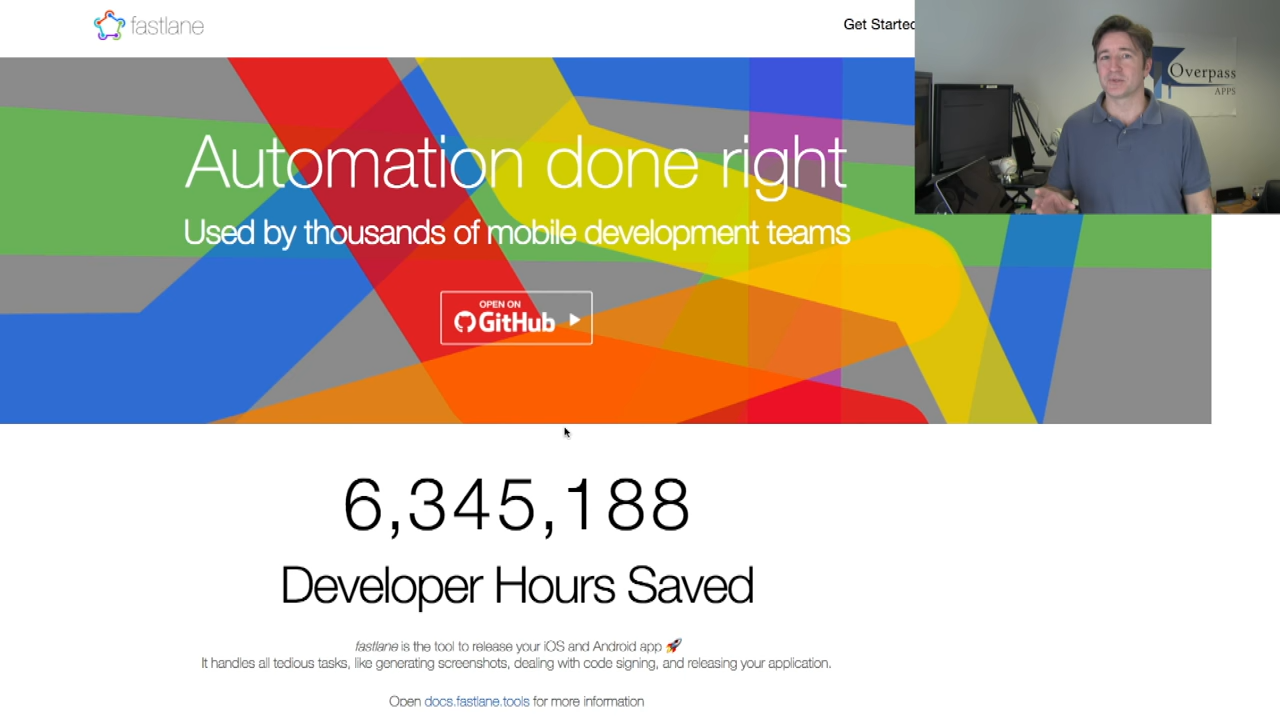 fastlane
Get Started
Overpass
APPS
Automation done right
Used by thousands of mobile development teams
OPEN ON
GitHub
6,345,188
Developer Hours Saved
fastlane is the tool to release your iOS and Android app 🚀
It handles all tedious tasks, like generating screenshots, dealing with code signing, and releasing your application.
Open docs.fastlane.tools for more information